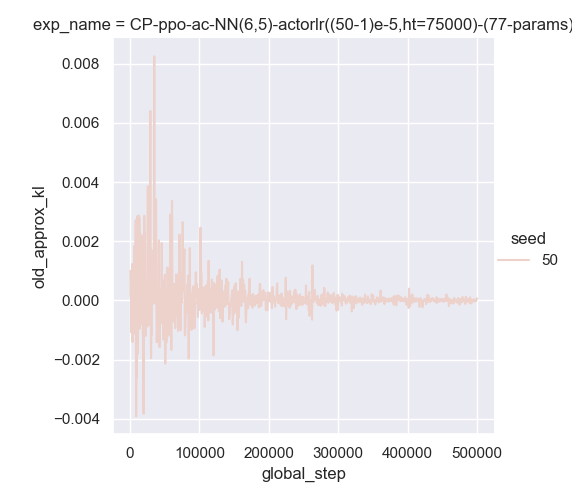 exp_name = CP-ppo-ac-NN(6,5)-actorlr((50-1)e-5,ht=75000)-(77-params)
0.008
0.006
0.004
0.002
0.000
−0.002
−0.004
old_approx_kl
0 100000 200000 300000 400000 500000
global_step
seed
50